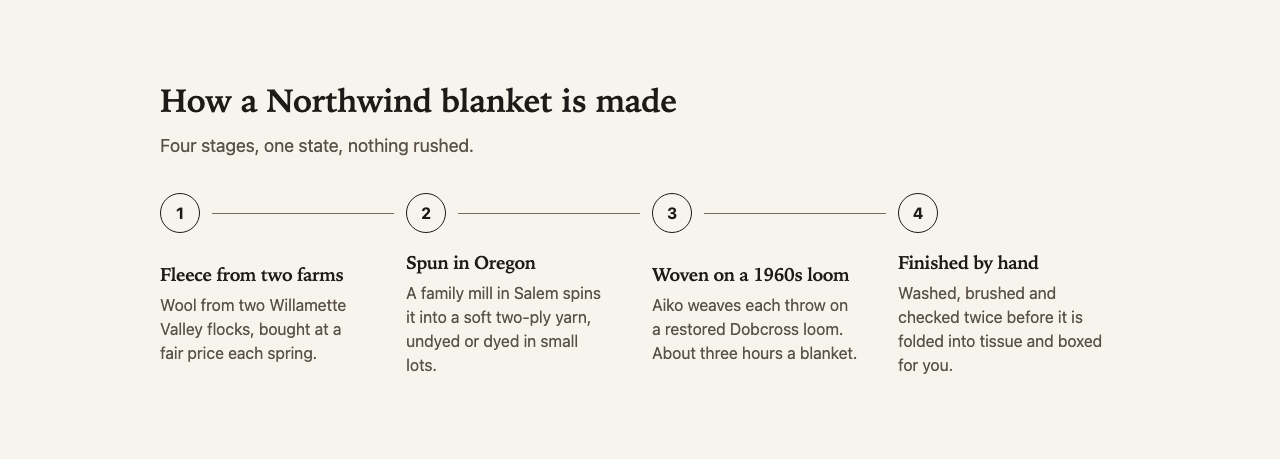 How a Northwind blanket is made
Four stages, one state, nothing rushed.
1
2
3
4
Fleece from two farms
Wool from two Willamette
Valley flocks, bought at a
fair price each spring.
Spun in Oregon
A family mill in Salem spins
it into a soft two-ply yarn,
undyed or dyed in small
lots.
Woven on a 1960s loom
Aiko weaves each throw on
a restored Dobcross loom.
About three hours a blanket.
Finished by hand
Washed, brushed and
checked twice before it is
folded into tissue and boxed
for you.